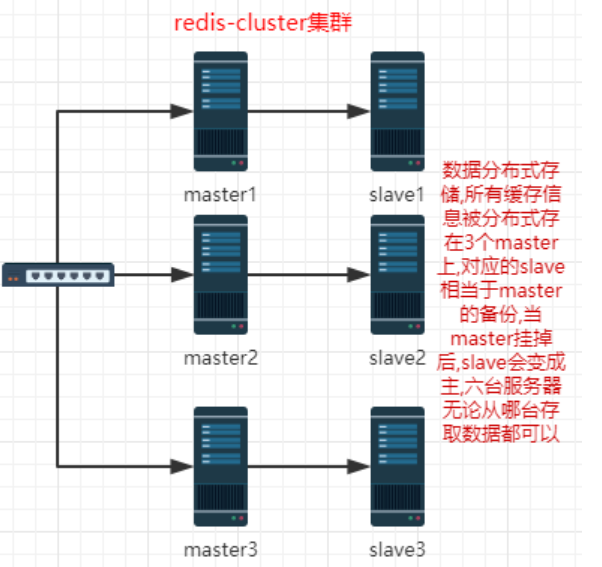 redis-cluster集群
master1
slave1
数据分布式存
储,所有缓存信
息被分布式存
在3个master
上,对应的slave
相当于master
的备份,当
master挂掉
后,slave会变成
主,六台服务器
无论从哪台存
取数据都可以
master2
slave2
master3
slave3